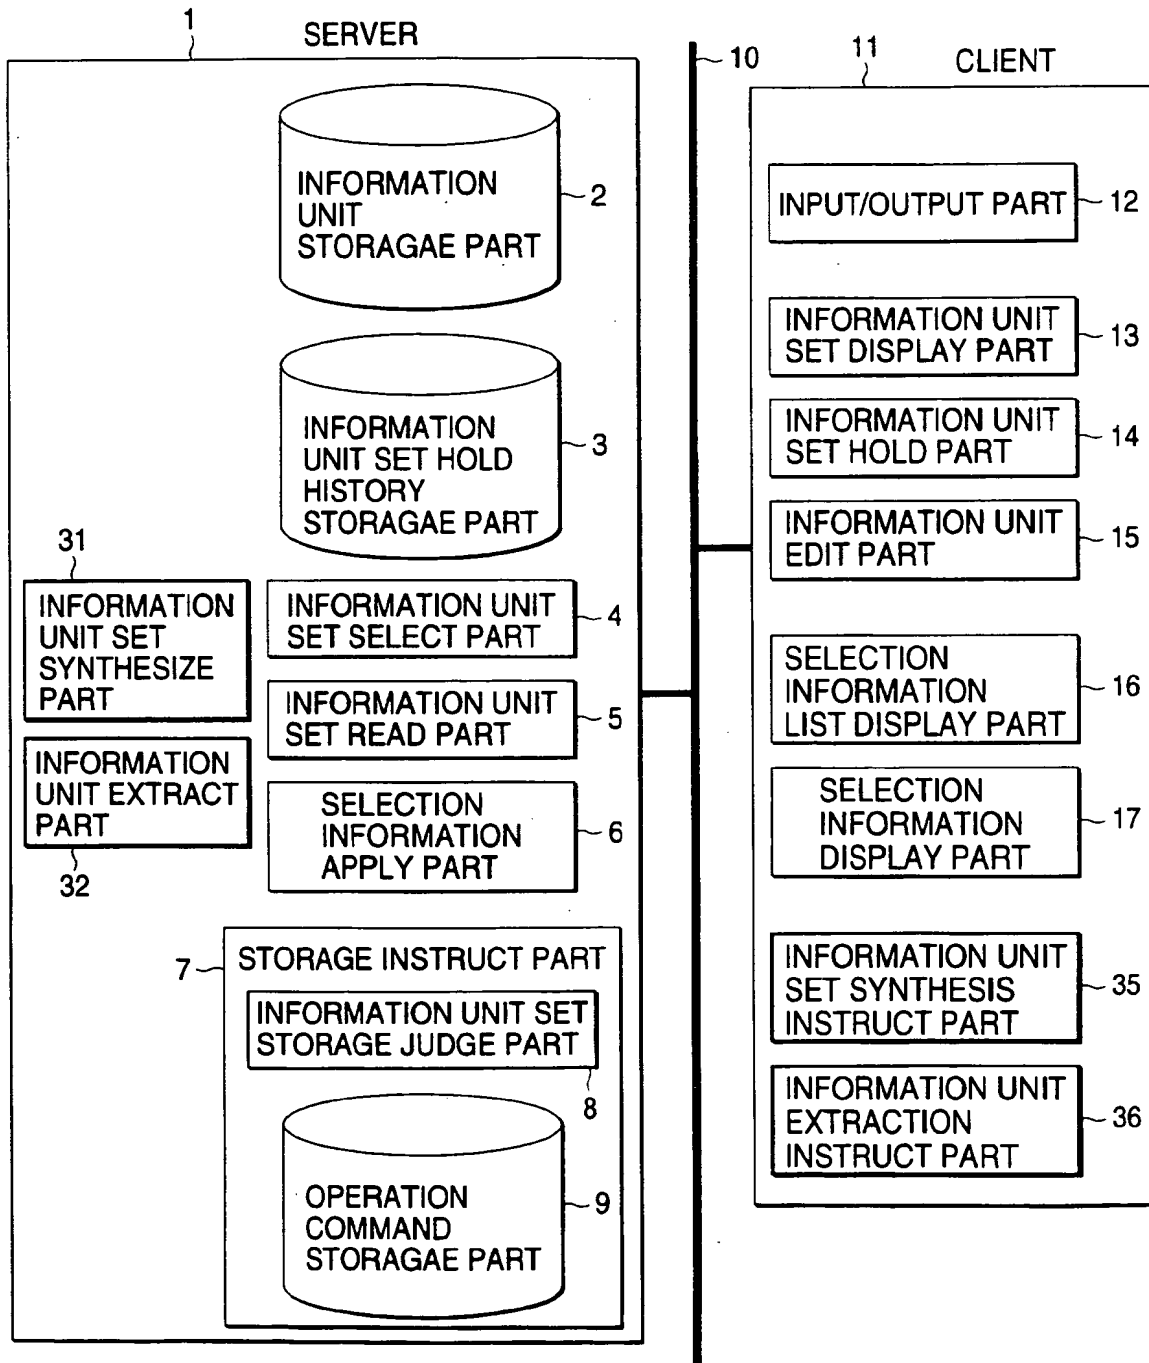 1
SERVER
INFORMATION
UNIT
STORAGAE PART
2
INFORMATION
UNIT SET HOLD
HISTORY
STORAGAE PART
3
31
INFORMATION
UNIT SET
SYNTHESIZE
PART
INFORMATION UNIT
SET SELECT PART
4
INFORMATION UNIT
SET READ PART
5
INFORMATION
UNIT EXTRACT
PART
32
SELECTION
INFORMATION
APPLY PART
6
7
STORAGE INSTRUCT PART
INFORMATION UNIT SET
STORAGE JUDGE PART
8
OPERATION
COMMAND
STORAGAE PART
9
10
11
CLIENT
INPUT/OUTPUT PART
12
INFORMATION UNIT
SET DISPLAY PART
13
INFORMATION UNIT
SET HOLD PART
14
INFORMATION UNIT
EDIT PART
15
SELECTION
INFORMATION
LIST DISPLAY PART
16
SELECTION
INFORMATION
DISPLAY PART
17
INFORMATION UNIT
SET SYNTHESIS
INSTRUCT PART
35
INFORMATION UNIT
EXTRACTION
INSTRUCT PART
36